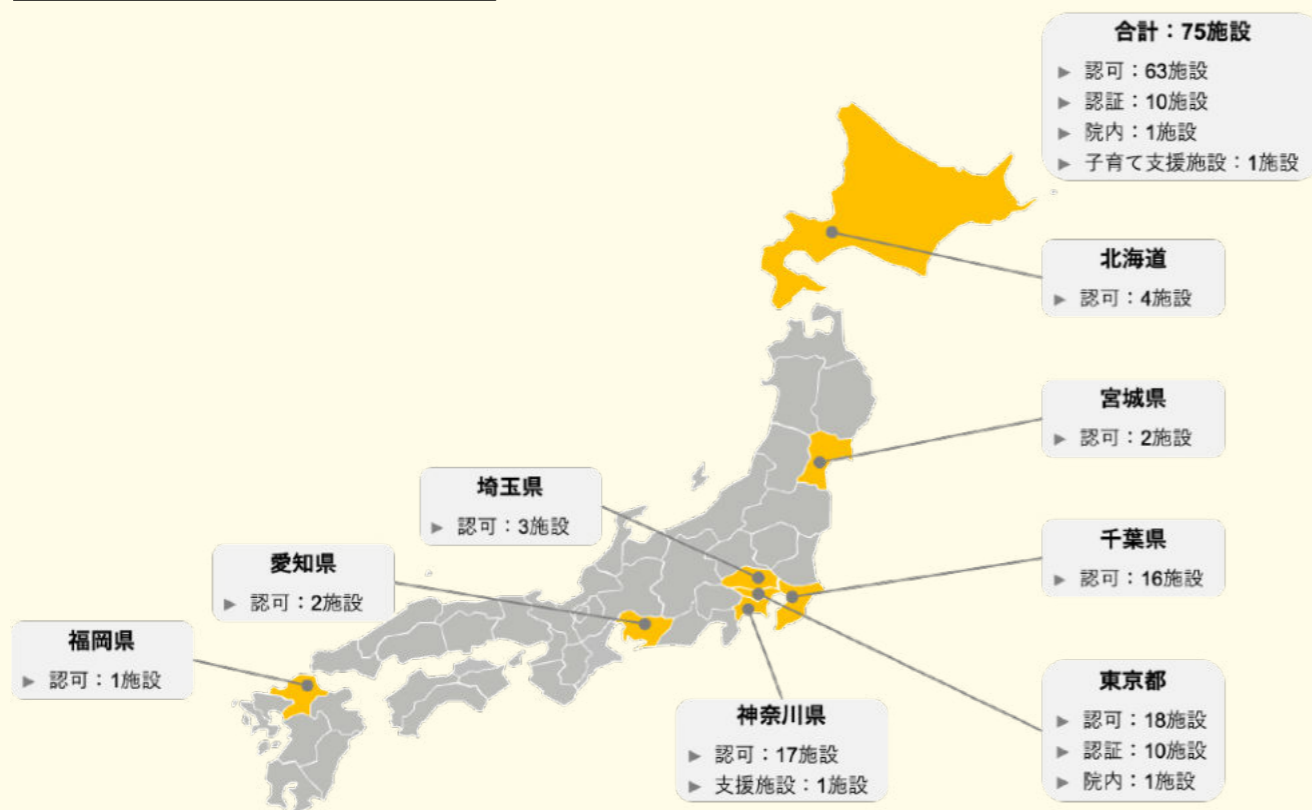 合計：75施設
▶ 認可：63施設
▶ 認証：10施設
▶ 院内：1施設
▶ 子育て支援施設：1施設
北海道
▶ 認可：4施設
宮城県
▶ 認可：2施設
埼玉県
▶ 認可：3施設
千葉県
▶ 認可：16施設
愛知県
▶ 認可：2施設
福岡県
▶ 認可：1施設
神奈川県
▶ 認可：17施設
▶ 支援施設：1施設
東京都
▶ 認可：18施設
▶ 認証：10施設
▶ 院内：1施設